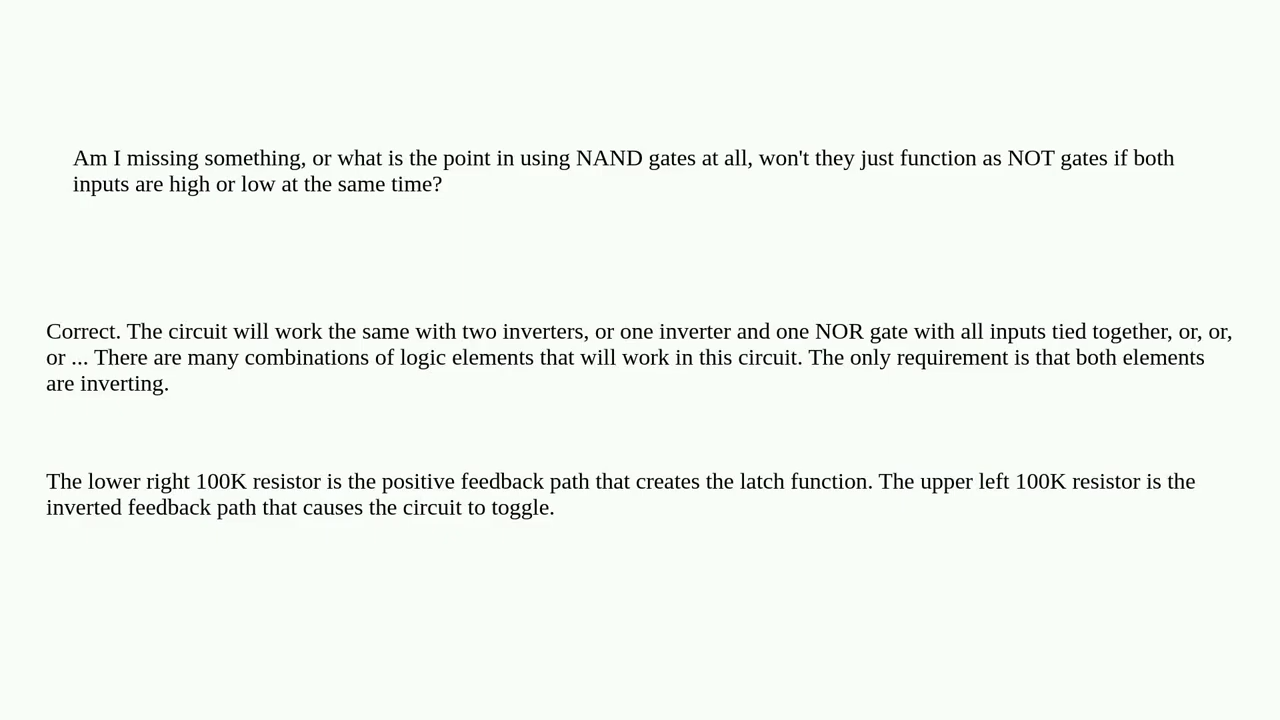 Am I missing something, or what is the point in using NAND gates at all, won't they just function as NOT gates if both
inputs are high or low at the same time?
Correct. The circuit will work the same with two inverters, or one inverter and one NOR gate with all inputs tied together, or, or,
or ... There are many combinations of logic elements that will work in this circuit. The only requirement is that both elements
are inverting.
The lower right 100K resistor is the positive feedback path that creates the latch function. The upper left 100K resistor is the
inverted feedback path that causes the circuit to toggle.